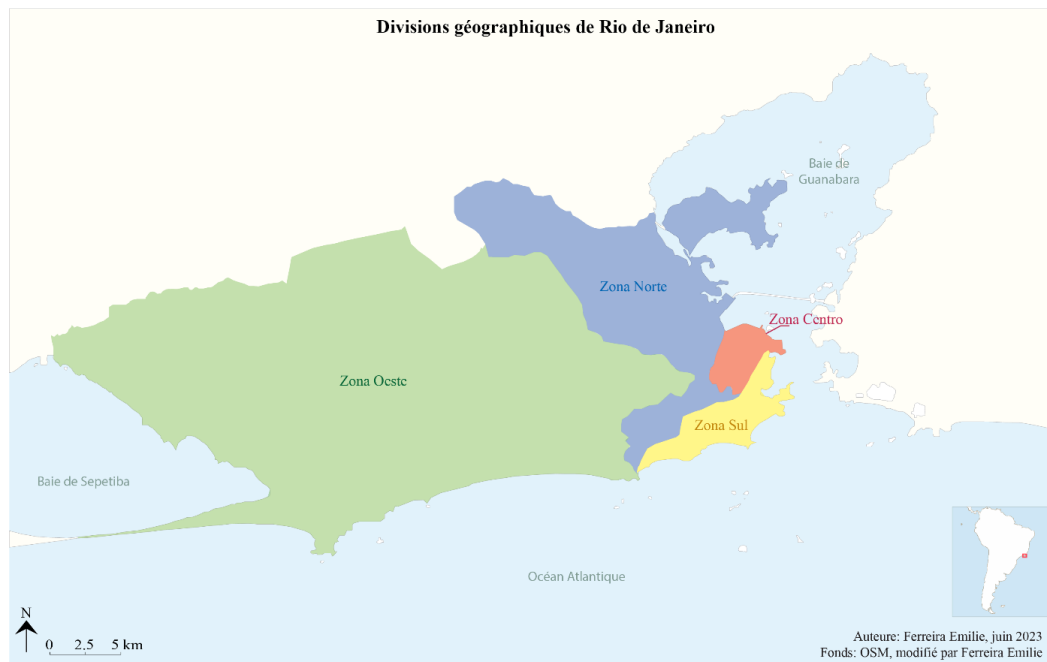 Divisions géographiques de Rio de Janeiro
Baie de
Guanabara
Zona Norte
Zona Centro
Zona Oeste
Zona Sul
Baie de Sepetiba
Océan Atlantique
N
0 2,5 5 km
Auteure: Ferreira Emilie, juin 2023
Fonds: OSM, modifié par Ferreira Emilie